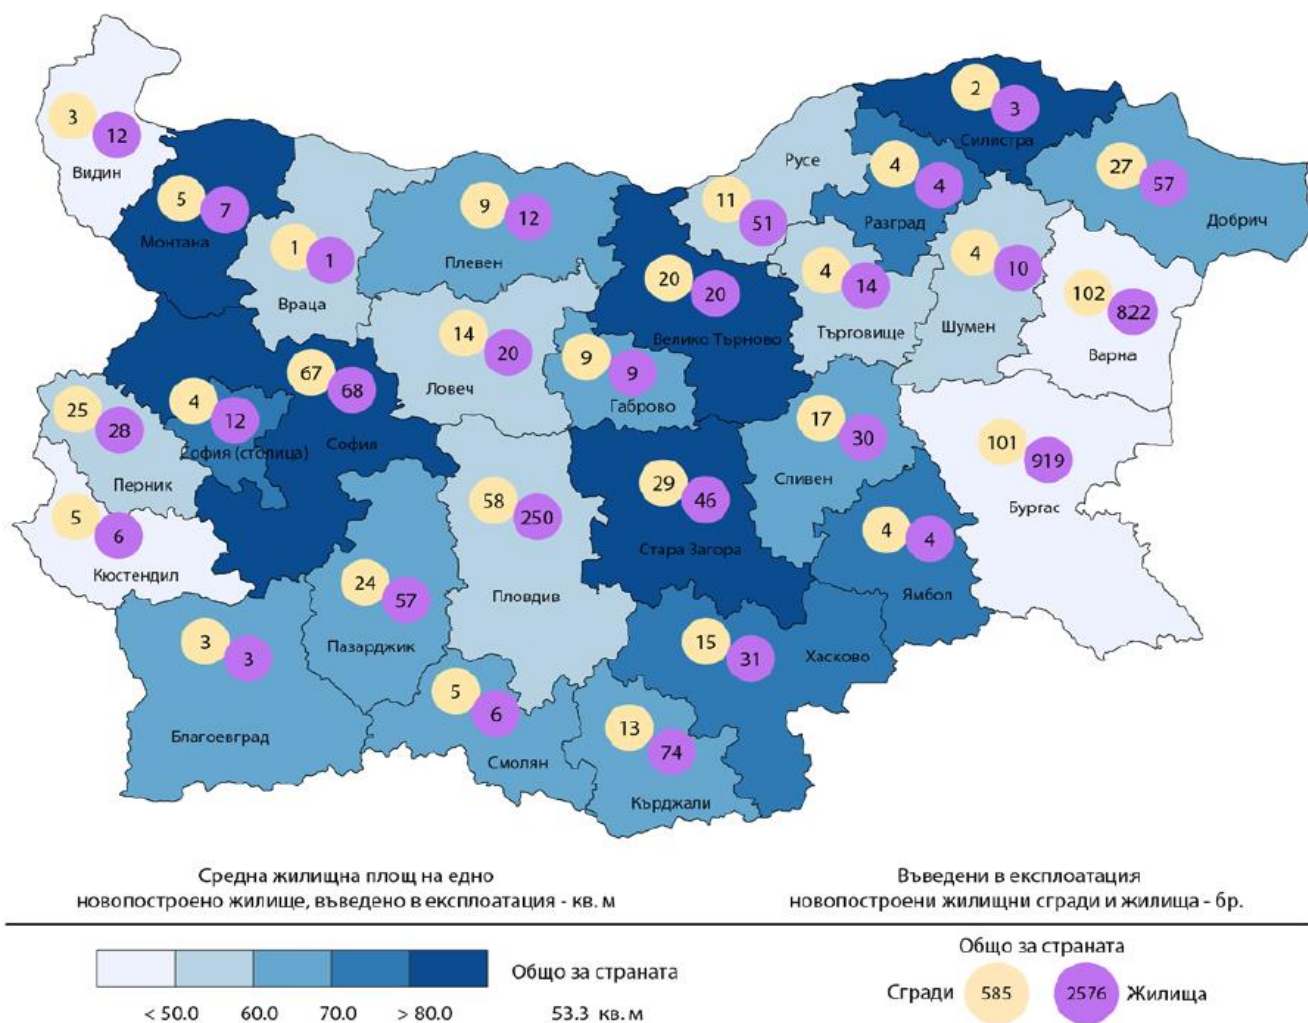 2
3
Силистра
3
12
Видин
Русе
4
4
Разград
27
57
Добрич
5
7
Монтана
9
12
Плевен
11
51
1
1
Враца
20
20
Велико Търново
4
14
Търговище
4
10
Шумен
102
822
Варна
14
20
Ловеч
9
9
Габрово
67
68
София
4
12
София (столица)
25
28
Перник
17
30
Сливен
101
919
Бургас
5
6
Кюстендил
58
250
Пловдив
29
46
Стара Загора
4
4
Ямбол
24
57
Пазарджик
3
3
Благоевград
15
31
Хасково
5
6
Смолян
13
74
Кърджали
Средна жилищна площ на едно
новопостроено жилище, въведено в експлоатация - кв. м
Въведени в експлоатация
новопостроени жилищни сгради и жилища - бр.
Общо за страната
< 50.0 60.0 70.0 > 80.0 53.3 кв. м
Общо за страната
Сгради 585 2576 Жилища